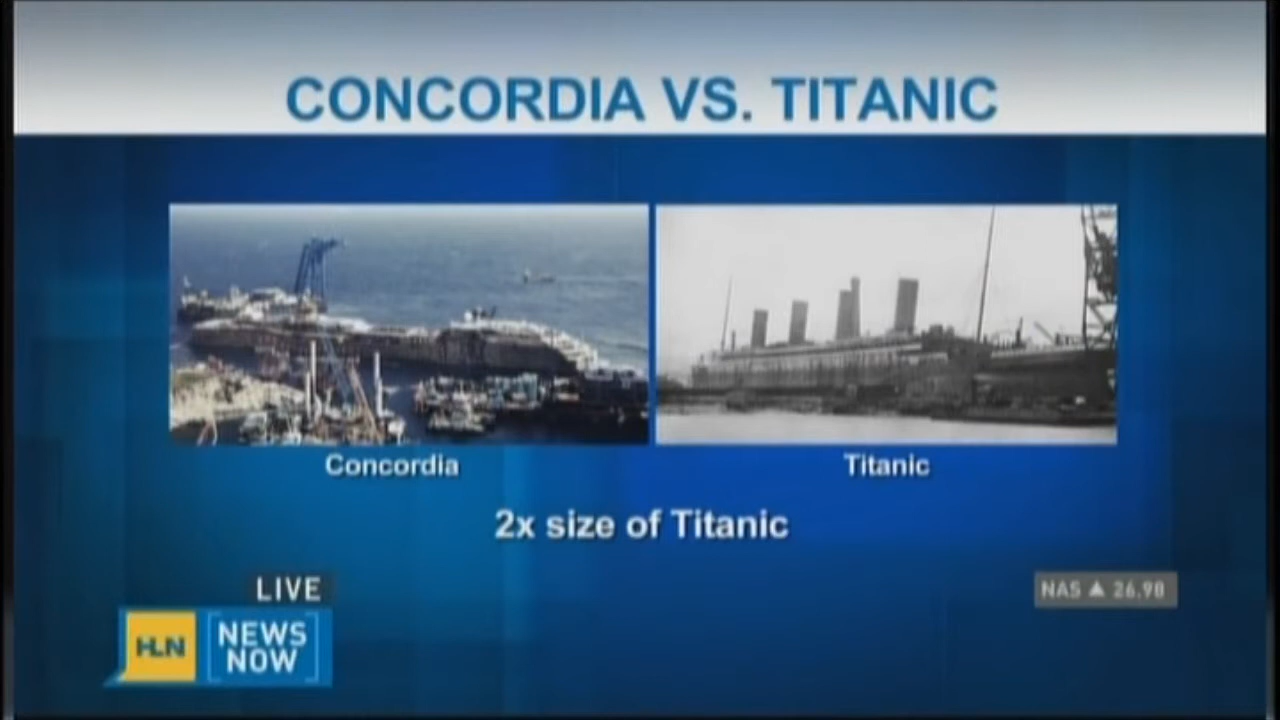 CONCORDIA VS. TITANIC
Concordia
Titanic
2x size of Titanic
LIVE
NAS ▲ 26.98
HLN
NEWS
NOW